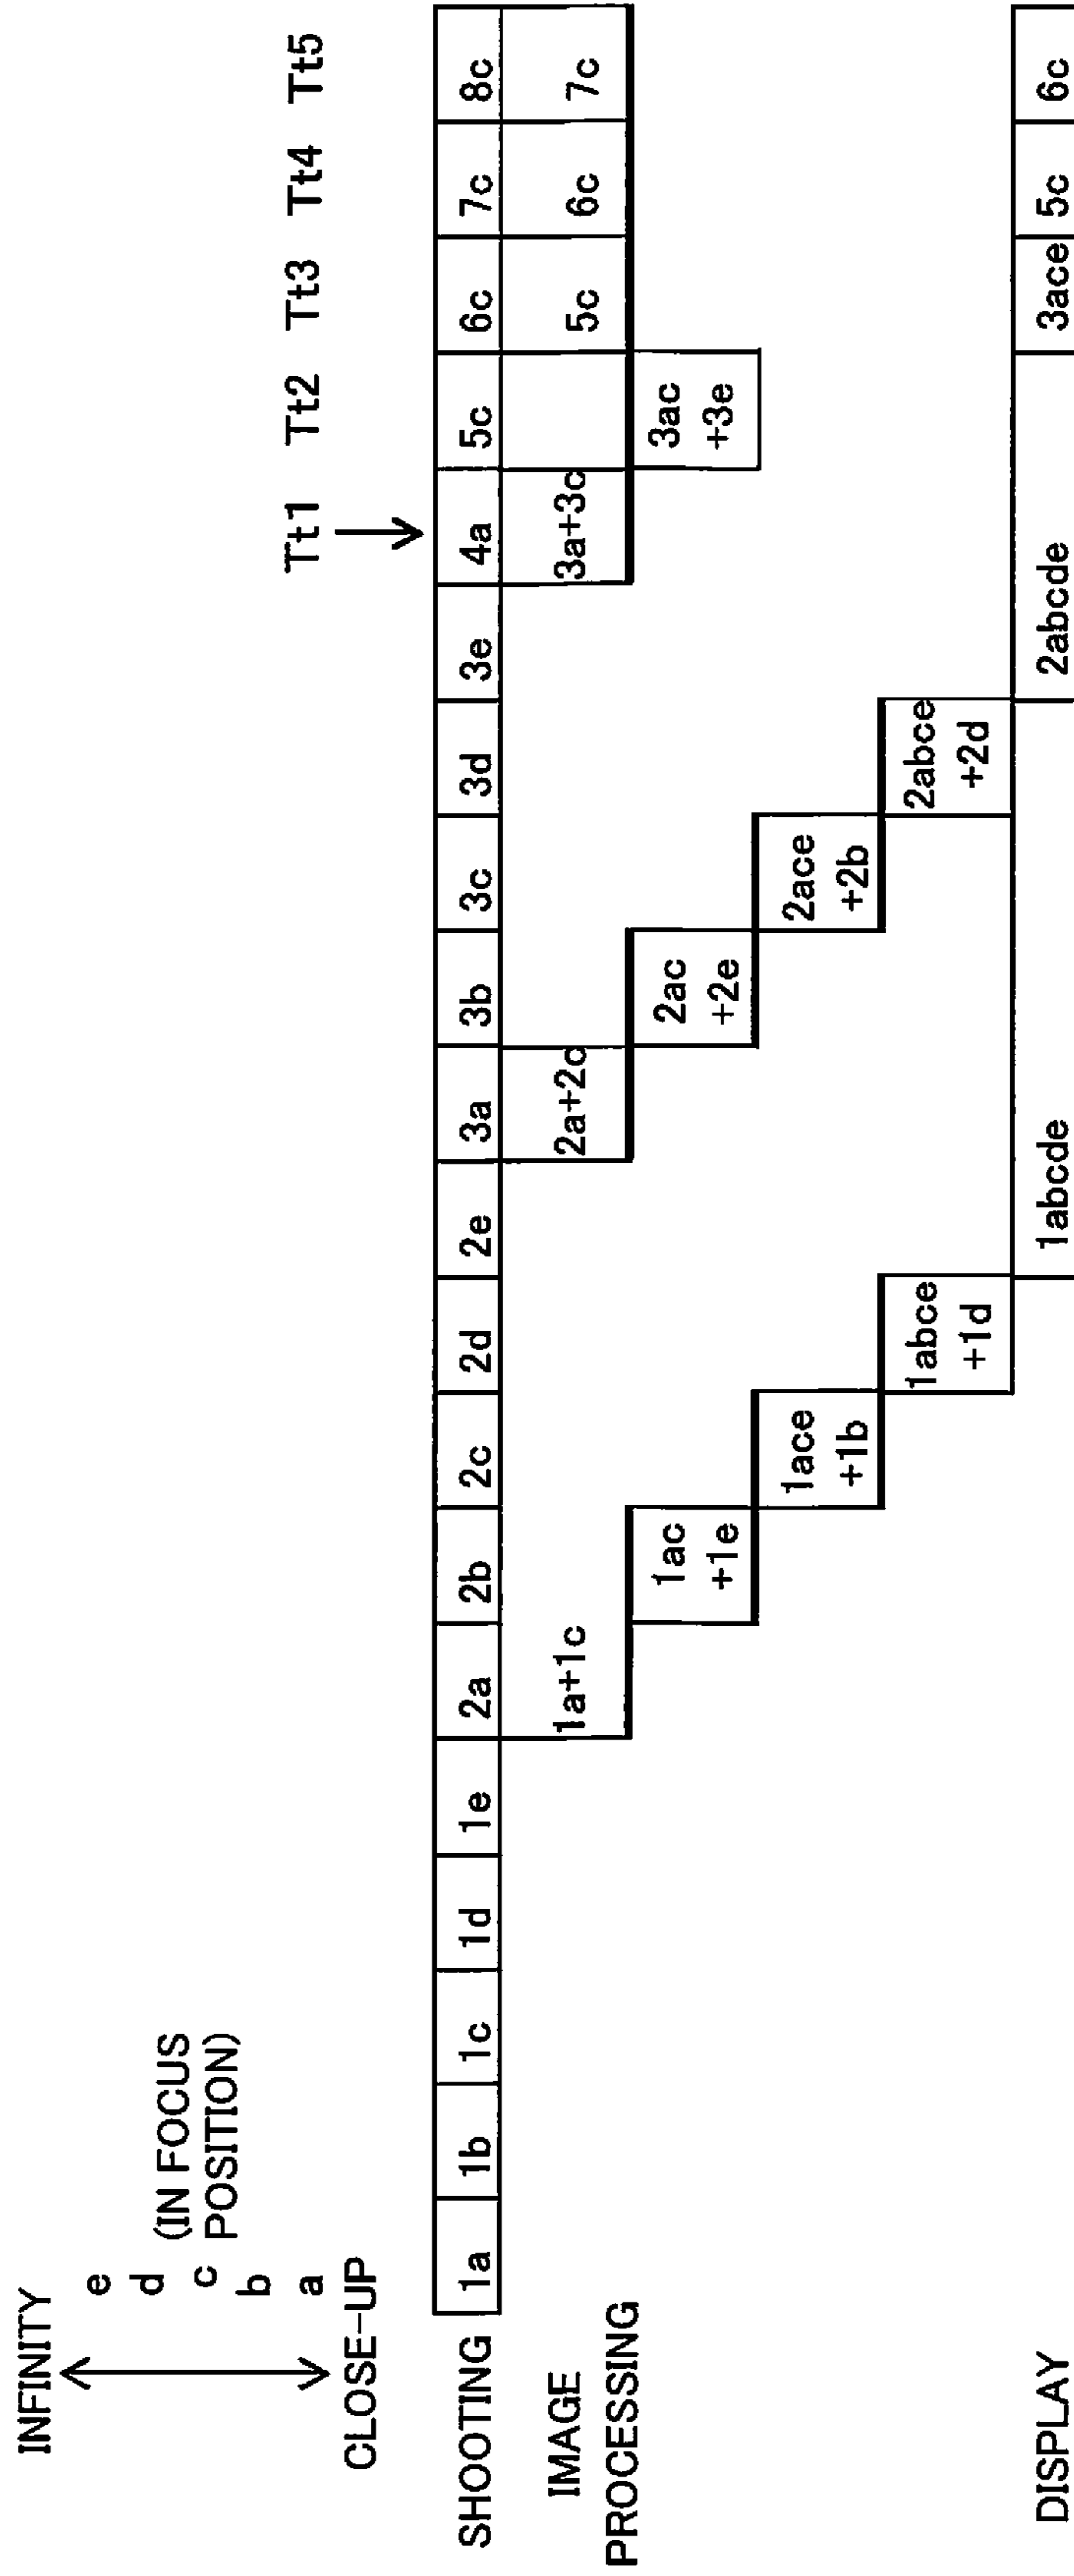 INFINITY
e
d
c (IN FOCUS
POSITION)
b
a
CLOSE-UP
Tt1 Tt2 Tt3 Tt4 Tt5
SHOOTING 1a 1b 1c 1d 1e 2a 2b 2c 2d 2e 3a 3b 3c 3d 3e 4a 5c 6c 7c 8c
IMAGE
PROCESSING
1a+1c 2a+2c 3a+3c 5c 6c 7c
1ac
+1e
2ac
+2e
3ac
+3e
1ace
+1b
2ace
+2b
1abce
+1d
2abce
+2d
DISPLAY 1abcde 2abcde 3ace 5c 6c